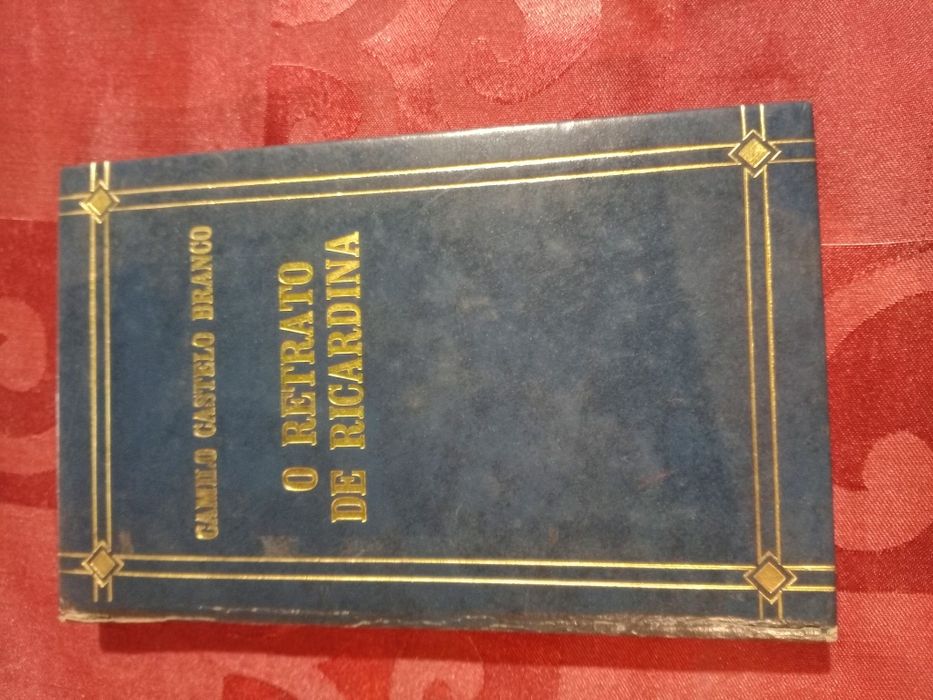 CAMILO CASTELO BRANCO
O RETRATO
DE RICARDINA